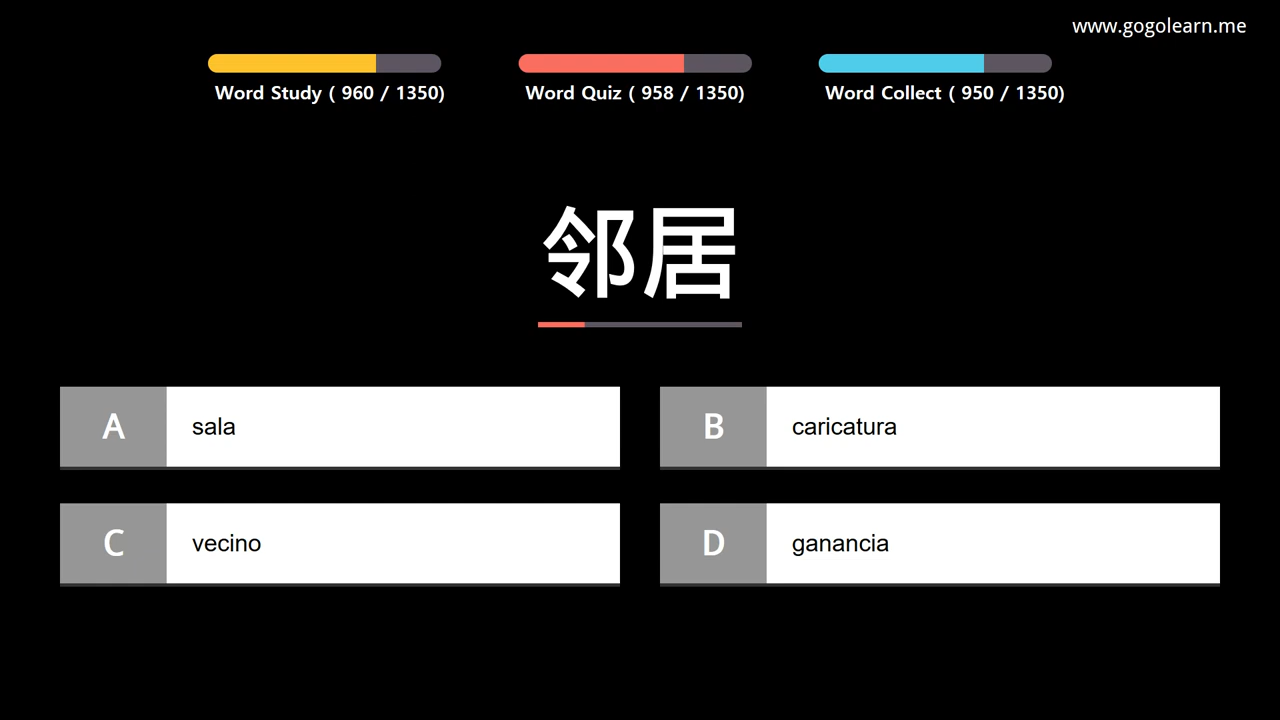 www.gogolearn.me
Word Study ( 960 / 1350)
Word Quiz ( 958 / 1350)
Word Collect ( 950 / 1350)
邻居
A
sala
B
caricatura
C
vecino
D
ganancia